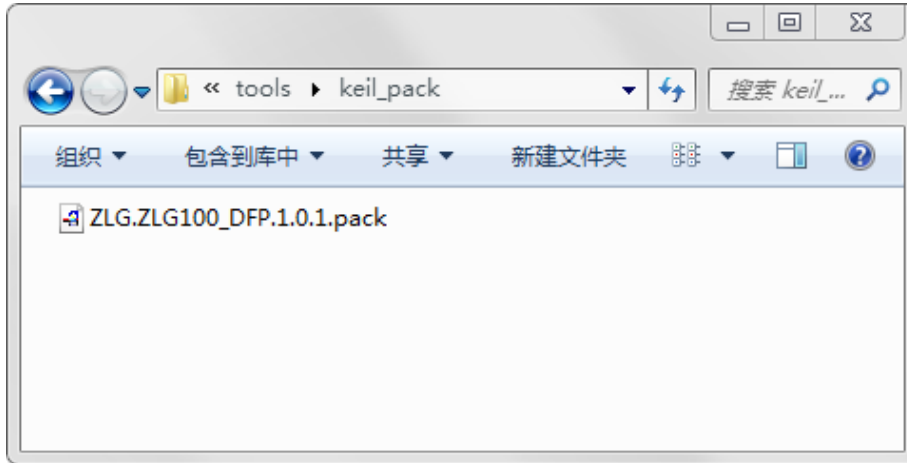 « tools keil_pack
搜索 keil_...
组织 包含到库中 共享 新建文件夹
ZLG.ZLG100_DFP.1.0.1.pack